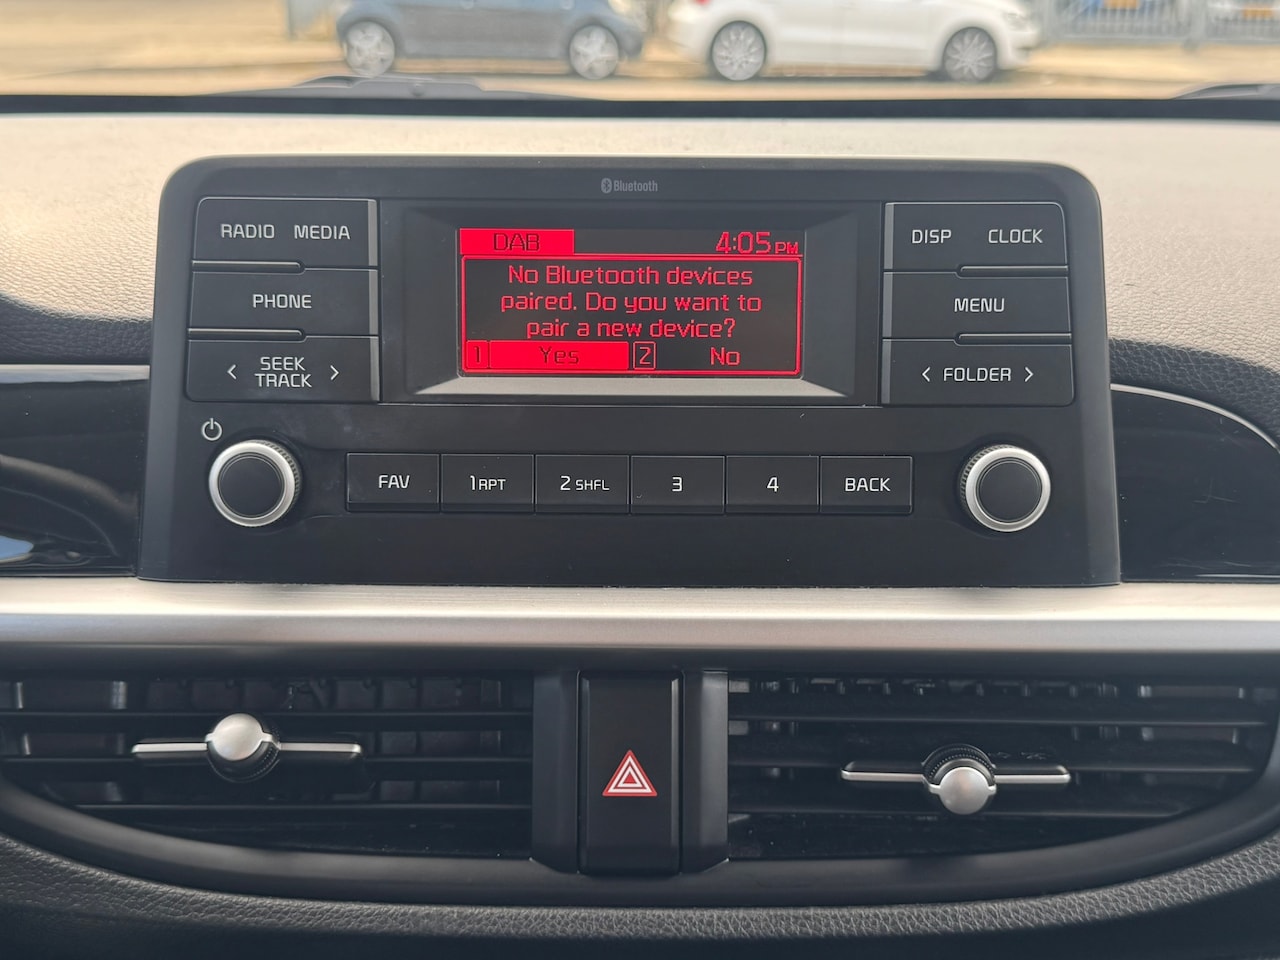 Bluetooth
RADIO MEDIA
PHONE
< SEEK TRACK >
DAB 4:05 PM
No Bluetooth devices
paired. Do you want to
pair a new device?
1 Yes 2 No
DISP CLOCK
MENU
< FOLDER >
FAV 1 RPT 2 SHFL 3 4 BACK